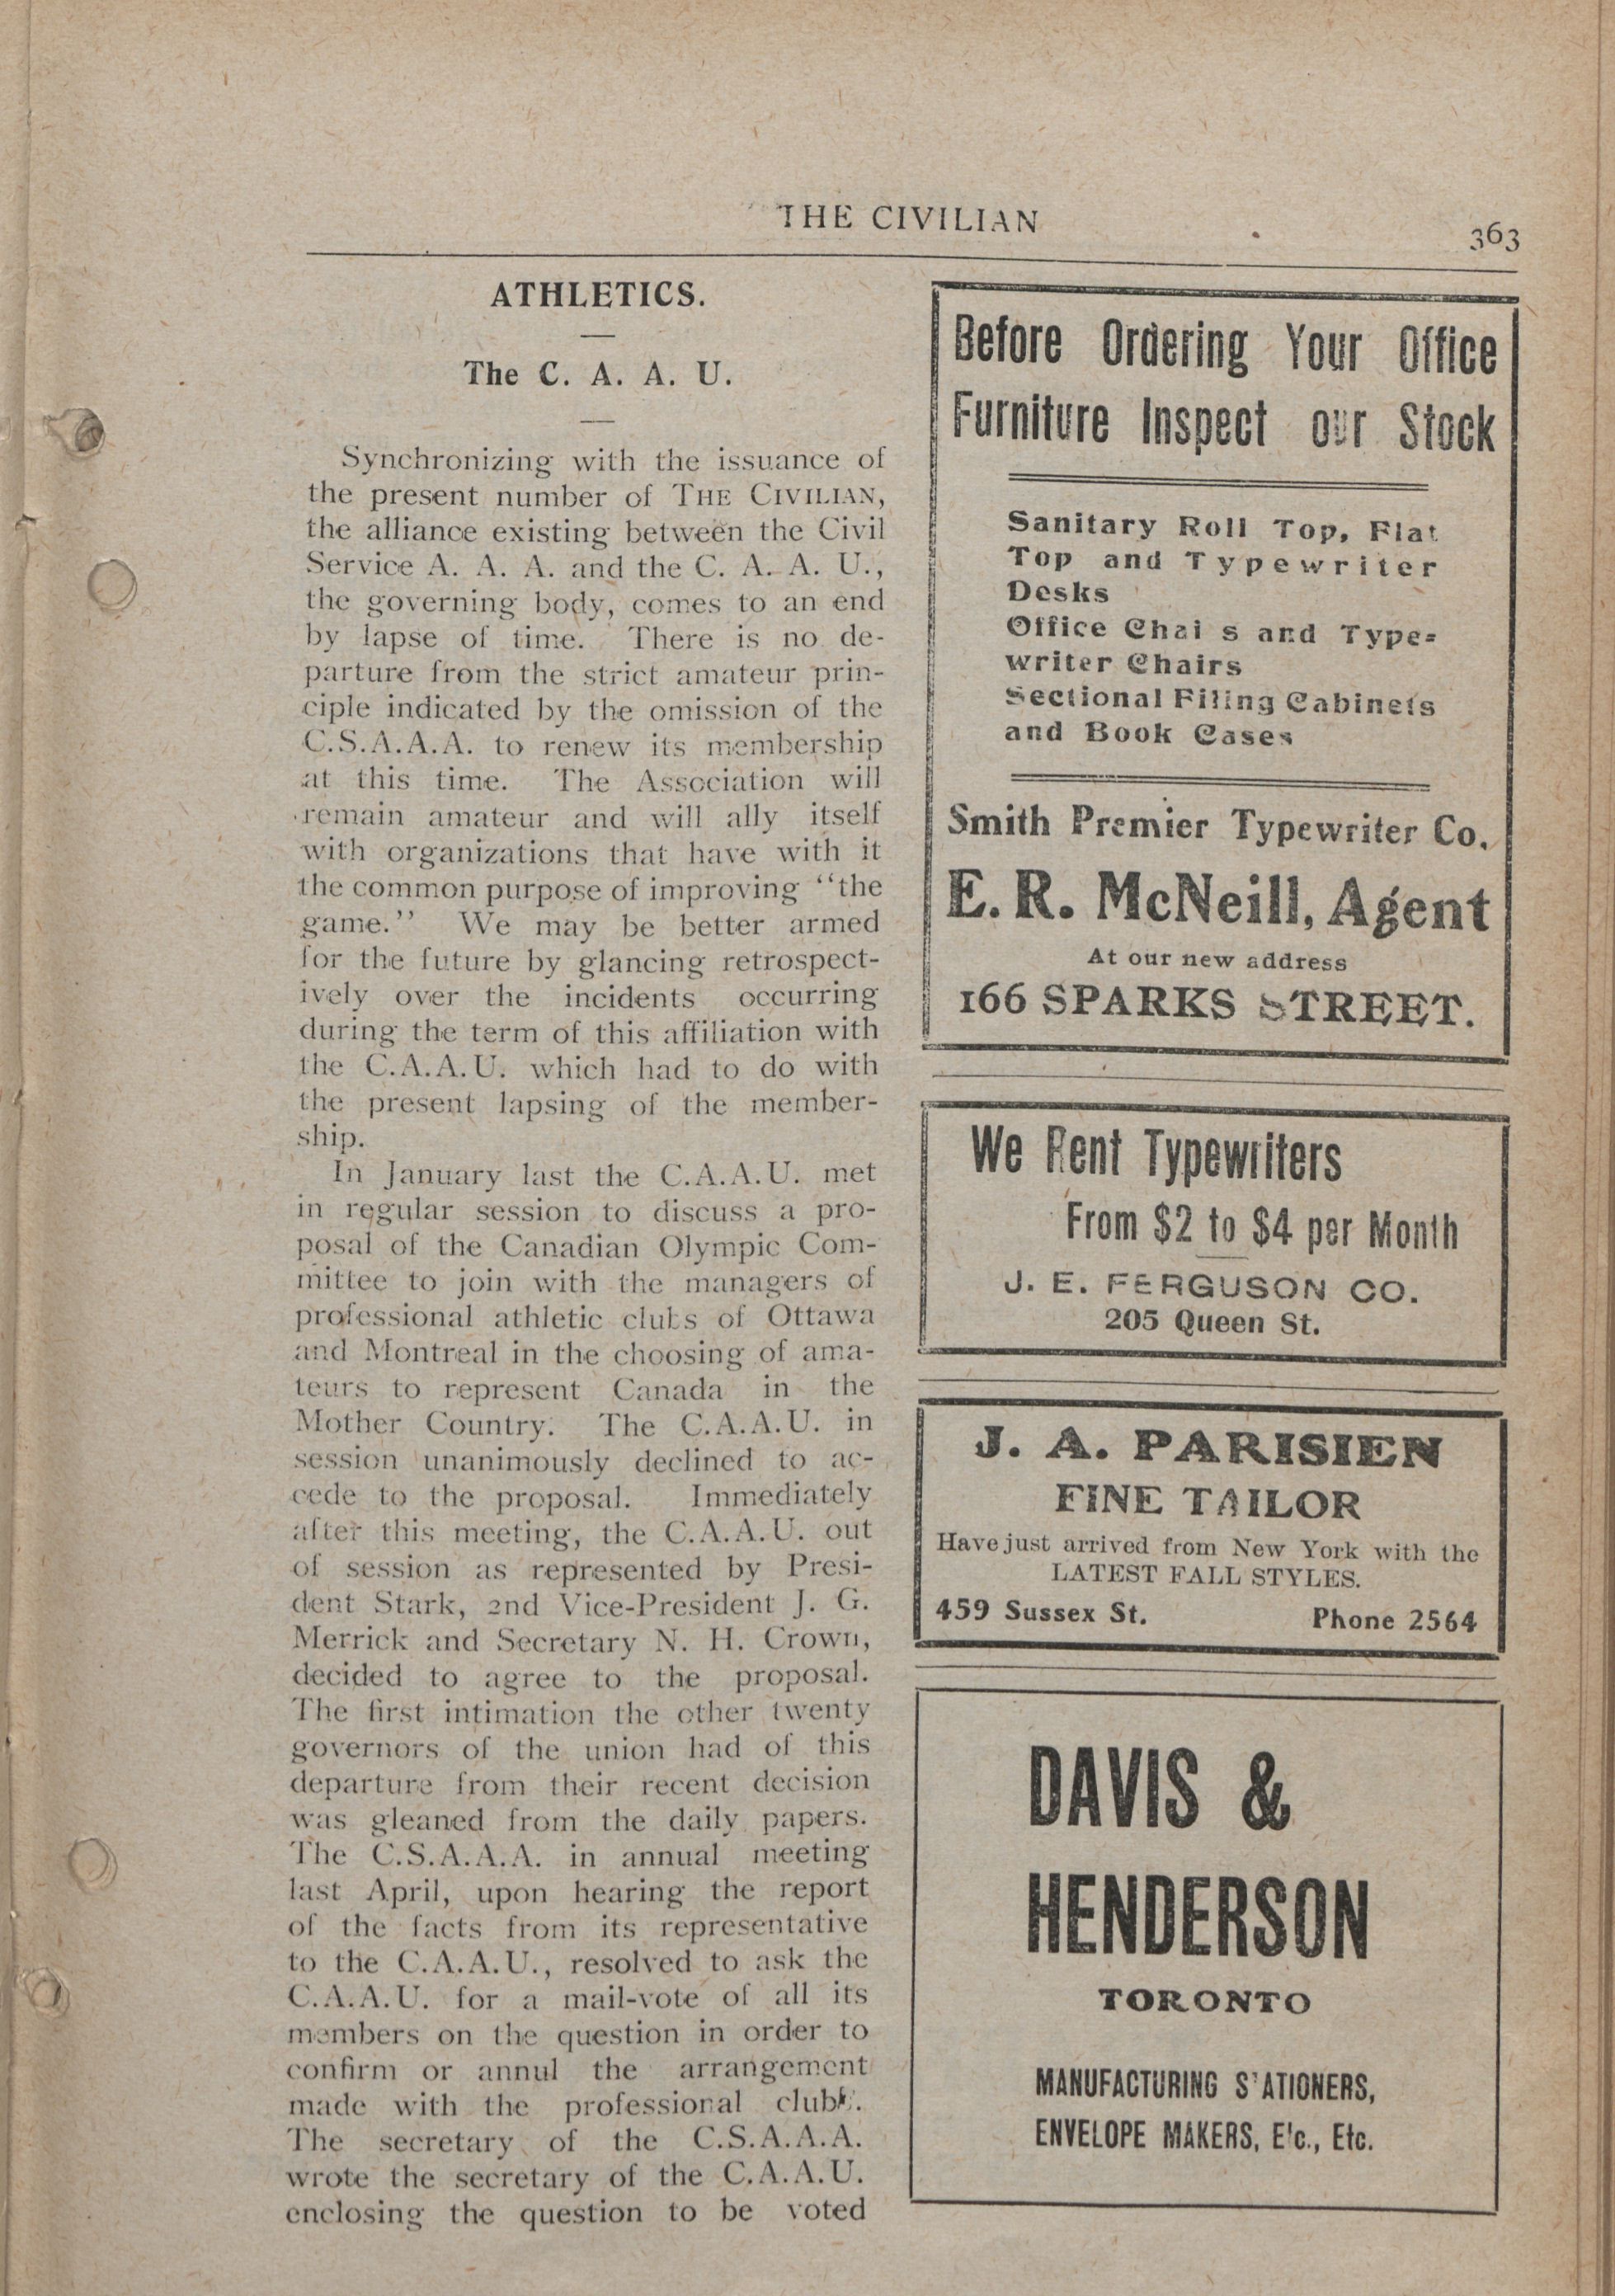 THE CIVILIAN
363
ATHLETICS.
The C. A. A. U.
Synchronizing with the issuance of
the present number of THE CIVILIAN,
the alliance existing between the Civil
Service A. A. A. and the C. A. A. U.,
the governing body, comes to an end
by lapse of time. There is no de-
parture from the strict amateur prin-
ciple indicated by the omission of the
C.S.A.A.A. to renew its membership
at this time. The Association will
remain amateur and will ally itself
with organizations that have with it
the common purpose of improving "the
game." We may be better armed
for the future by glancing retrospect-
ively over the incidents occurring
during the term of this affiliation with
the C.A.A.U. which had to do with
the present lapsing of the member-
ship.
In January last the C.A.A.U. met
in regular session to discuss a pro-
posal of the Canadian Olympic Com-
mittee to join with the managers of
professional athletic clubs of Ottawa
and Montreal in the choosing of ama-
teurs to represent Canada in the
Mother Country. The C.A.A.U. in
session unanimously declined to ac-
cede to the proposal. Immediately
after this meeting, the C.A.A.U. out
of session as represented by Presi-
dent Stark, 2nd Vice-President J. G.
Merrick and Secretary N. H. Crown,
decided to agree to the proposal.
The first intimation the other twenty
governors of the union had of this
departure from their recent decision
was gleaned from the daily papers.
The C.S.A.A.A. in annual meeting
last April, upon hearing the report
of the facts from its representative
to the C.A.A.U., resolved to ask the
C.A.A.U. for a mail-vote of all its
members on the question in order to
confirm or annul the arrangement
made with the professional clubs.
The secretary of the C.S.A.A.A.
wrote the secretary of the C.A.A.U.
enclosing the question to be voted
Before Ordering Your Office
Furniture Inspect our Stock
Sanitary Roll Top, Flat
Top and Typewriter
Desks
Office Chai s and Type=
writer Chairs
Sectional Filing Cabinets
and Book Cases
Smith Premier Typewriter Co.
E. R. McNeill, Agent
At our new address
166 SPARKS STREET.
We Rent Typewriters
From $2 to $4 per Month
J. E. FERGUSON CO.
205 Queen St.
J. A. PARISIEN
FINE TAILOR
Have just arrived from New York with the
LATEST FALL STYLES.
459 Sussex St. Phone 2564
DAVIS &
HENDERSON
TORONTO
MANUFACTURING S'ATIONERS,
ENVELOPE MAKERS, E'c., Etc.